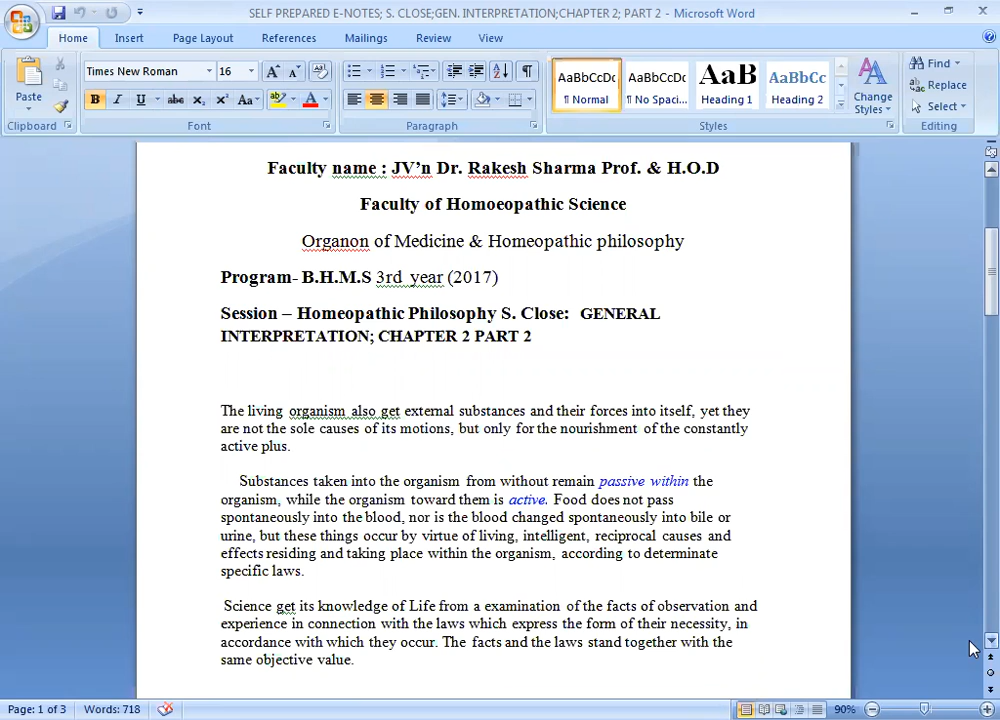 SELF PREPARED E-NOTES; S. CLOSE;GEN. INTERPRETATION;CHAPTER 2; PART 2 - Microsoft Word
Home Insert Page Layout References Mailings Review View
Times New Roman 16
Paste
B I U abc X₂ X² Aa
AaBbCcDc AaBbCcDc AaB AaBbCc
¶ Normal ¶ No Spaci... Heading 1 Heading 2
Change Styles
Find
Replace
Select
Clipboard Font Paragraph Styles Editing
Faculty name : JV’n Dr. Rakesh Sharma Prof. & H.O.D
Faculty of Homoeopathic Science
Organon of Medicine & Homeopathic philosophy
Program- B.H.M.S 3rd year (2017)
Session – Homeopathic Philosophy S. Close: GENERAL
INTERPRETATION; CHAPTER 2 PART 2
The living organism also get external substances and their forces into itself, yet they
are not the sole causes of its motions, but only for the nourishment of the constantly
active plus.
Substances taken into the organism from without remain passive within the
organism, while the organism toward them is active. Food does not pass
spontaneously into the blood, nor is the blood changed spontaneously into bile or
urine, but these things occur by virtue of living, intelligent, reciprocal causes and
effects residing and taking place within the organism, according to determinate
specific laws.
Science get its knowledge of Life from a examination of the facts of observation and
experience in connection with the laws which express the form of their necessity, in
accordance with which they occur. The facts and the laws stand together with the
same objective value.
Page: 1 of 3 Words: 718 90%